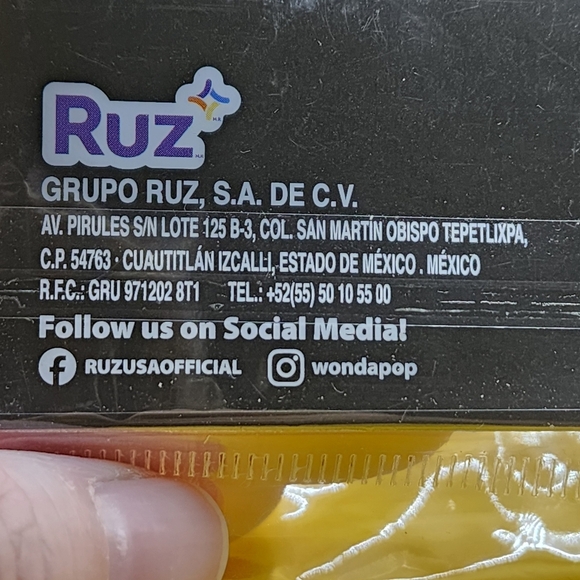 RUZ
GRUPO RUZ, S.A. DE C.V.
AV. PIRULES S/N LOTE 125 B-3, COL. SAN MARTÍN OBISPO TEPETLIXPA,
C.P. 54763 · CUAUTITLÁN IZCALLI, ESTADO DE MÉXICO . MÉXICO
R.F.C.: GRU 971202 8T1 TEL.: +52(55) 50 10 55 00
Follow us on Social Media!
RUZUSAOFFICIAL wondapop